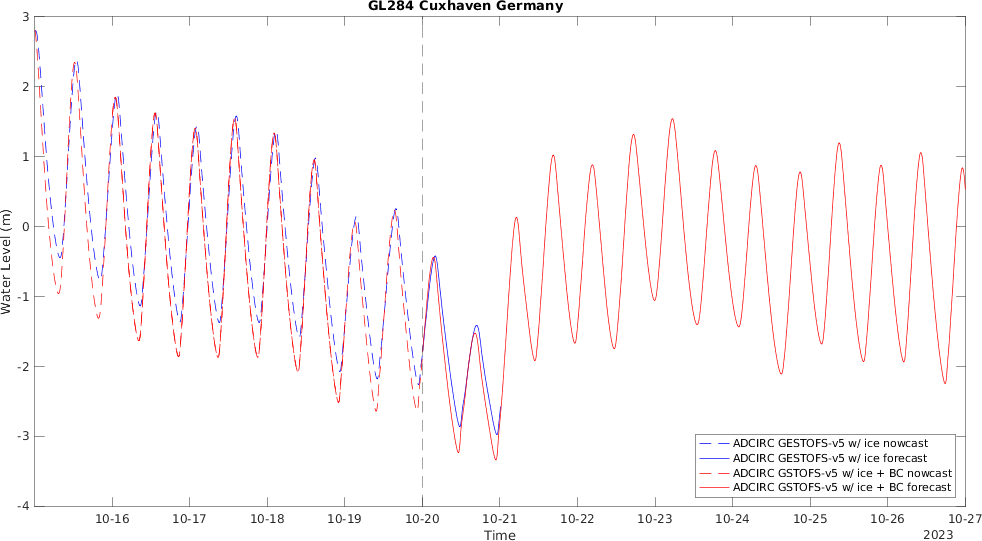 GL284 Cuxhaven Germany
3
2
1
0
-1
-2
-3
-4
Water Level (m)
ADCIRC GESTOFS-v5 w/ ice nowcast
ADCIRC GESTOFS-v5 w/ ice forecast
ADCIRC GSTOFS-v5 w/ ice + BC nowcast
ADCIRC GSTOFS-v5 w/ ice + BC forecast
10-16 10-17 10-18 10-19 10-20 10-21 10-22 10-23 10-24 10-25 10-26 10-27
Time
2023